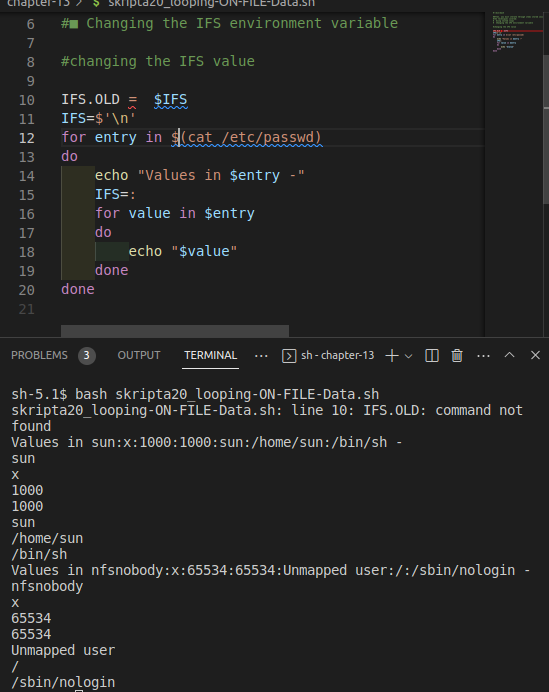 chapter-13 > $ skripta20_looping-ON-FILE-Data.sh
6 #■ Changing the IFS environment variable
7
8 #changing the IFS value
9
10 IFS.OLD =  $IFS
11 IFS=$'\n'
12 for entry in $(cat /etc/passwd)
13 do
14     echo "Values in $entry -"
15     IFS=:
16     for value in $entry
17     do
18         echo "$value"
19     done
20 done
21
PROBLEMS 3 OUTPUT TERMINAL ··· sh - chapter-13
sh-5.1$ bash skripta20_looping-ON-FILE-Data.sh
skripta20_looping-ON-FILE-Data.sh: line 10: IFS.OLD: command not
found
Values in sun:x:1000:1000:sun:/home/sun:/bin/sh -
sun
x
1000
1000
sun
/home/sun
/bin/sh
Values in nfsnobody:x:65534:65534:Unmapped user:/:/sbin/nologin -
nfsnobody
x
65534
65534
Unmapped user
/
/sbin/nologin